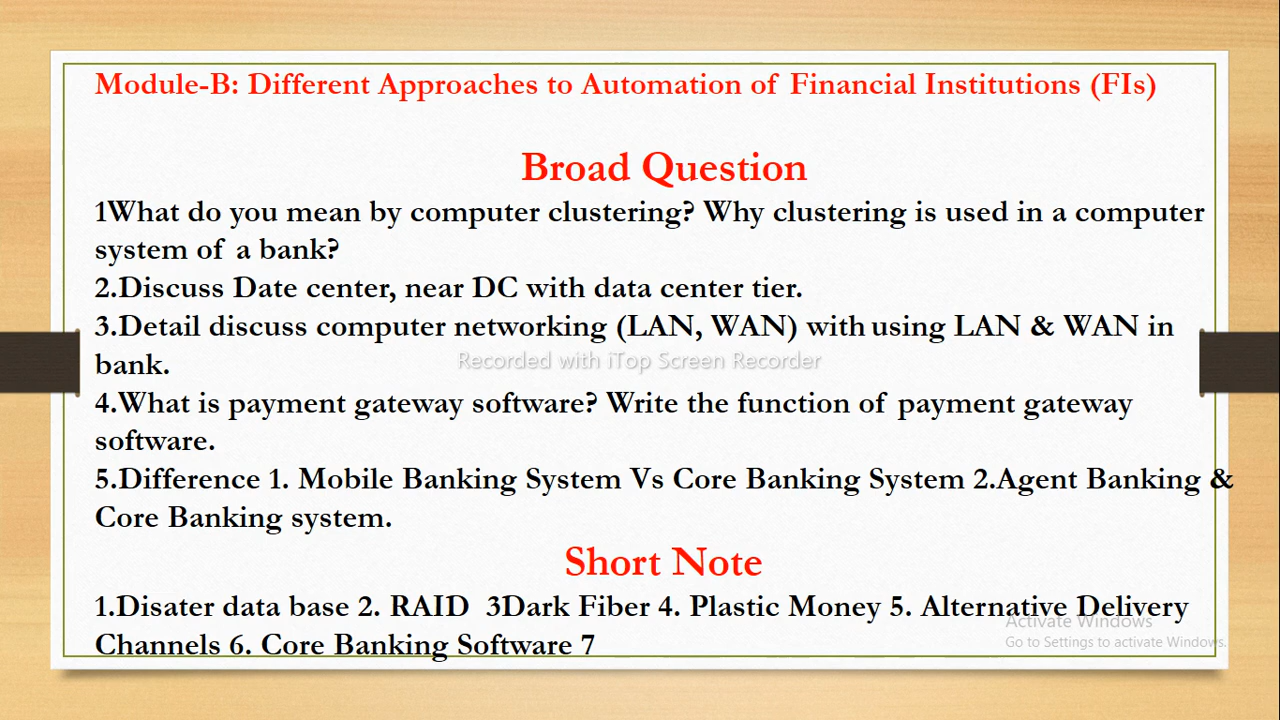 Module-B: Different Approaches to Automation of Financial Institutions (FIs)
Broad Question
1What do you mean by computer clustering? Why clustering is used in a computer
system of a bank?
2.Discuss Date center, near DC with data center tier.
3.Detail discuss computer networking (LAN, WAN) with using LAN & WAN in
bank.
Recorded with iTop Screen Recorder
4.What is payment gateway software? Write the function of payment gateway
software.
5.Difference 1. Mobile Banking System Vs Core Banking System 2.Agent Banking &
Core Banking system.
Short Note
1.Disater data base 2. RAID 3Dark Fiber 4. Plastic Money 5. Alternative Delivery
Channels 6. Core Banking Software 7
Activate Windows
Go to Settings to activate Windows.